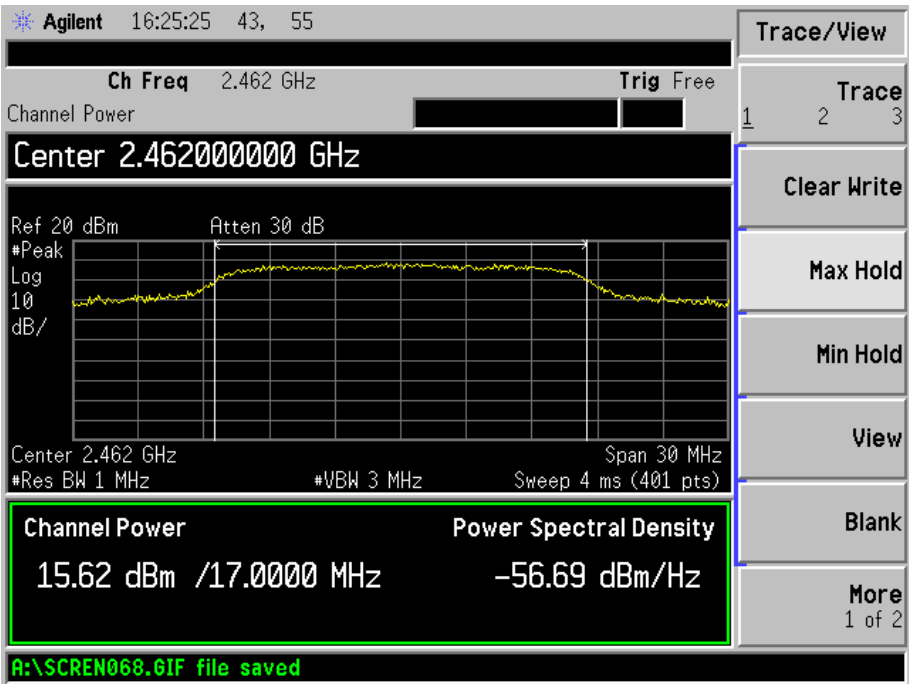 Agilent 16:25:25 43, 55
Trace/View
Ch Freq 2.462 GHz Trig Free
Channel Power
Trace
1 2 3
Center 2.462000000 GHz
Clear Write
Ref 20 dBm Atten 30 dB
#Peak
Log
10
dB/
Max Hold
Min Hold
View
Center 2.462 GHz Span 30 MHz
#Res BW 1 MHz #VBW 3 MHz Sweep 4 ms (401 pts)
Blank
Channel Power Power Spectral Density
15.62 dBm /17.0000 MHz -56.69 dBm/Hz
More
1 of 2
A:\SCREN068.GIF file saved